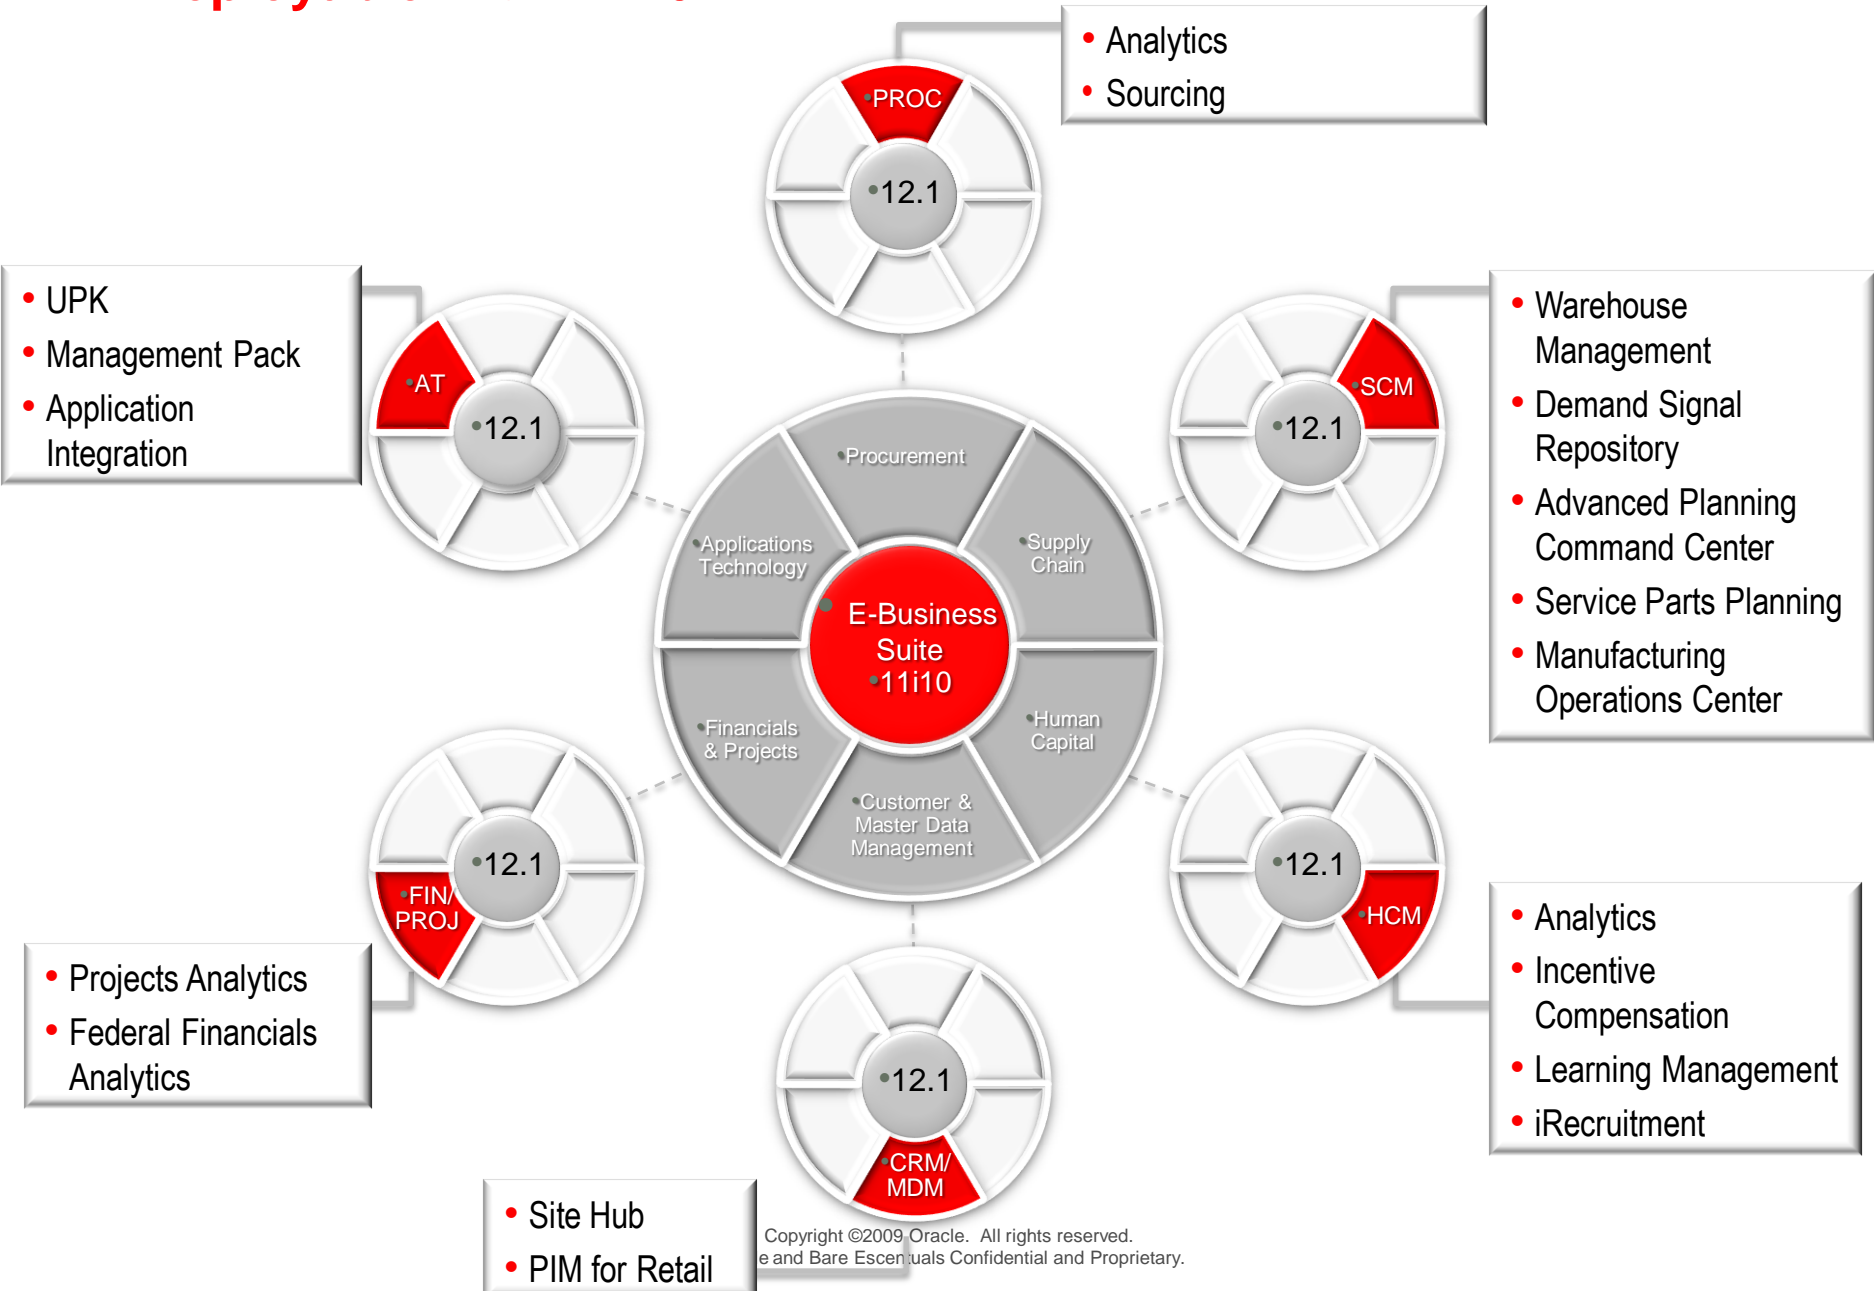 • Analytics
• Sourcing
•PROC
•12.1
• UPK
• Management Pack
• Application
Integration
•AT
•12.1
•SCM
•12.1
• Warehouse
Management
• Demand Signal
Repository
• Advanced Planning
Command Center
• Service Parts Planning
• Manufacturing
Operations Center
•Procurement
•Applications
Technology
•Supply
Chain
• E-Business
Suite
•11i10
•Financials
& Projects
•Human
Capital
•Customer &
Master Data
Management
•12.1
•FIN/
PROJ
• Projects Analytics
• Federal Financials
Analytics
•12.1
•HCM
• Analytics
• Incentive
Compensation
• Learning Management
• iRecruitment
•12.1
•CRM/
MDM
• Site Hub
• PIM for Retail
Copyright ©2009 Oracle. All rights reserved.
and Bare Escentuals Confidential and Proprietary.